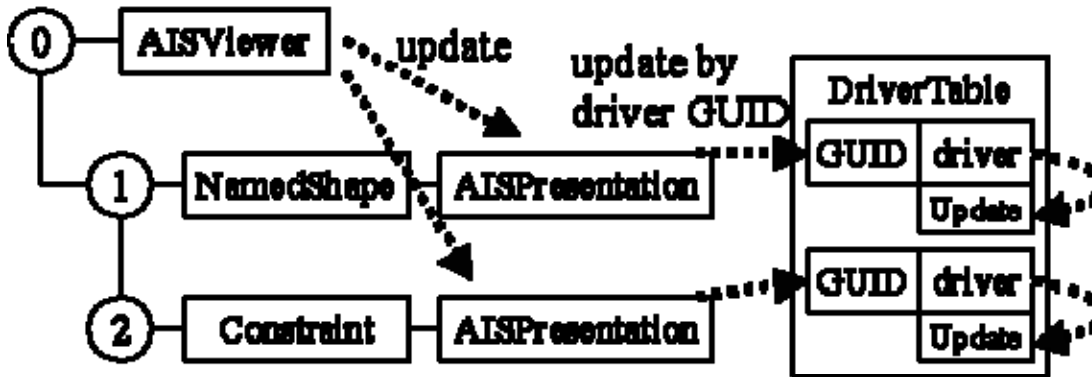 0
AISViewer
update
update by
driver GUID
DriverTable
1
NamedShape
AISPresentation
GUID
driver
Update
2
Constraint
AISPresentation
GUID
driver
Update